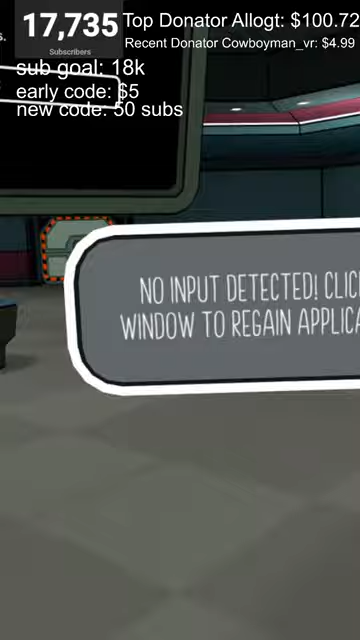 s.
17,735
Subscribers
Top Donator Allogt: $100.72
Recent Donator Cowboyman_vr: $4.99
sub goal: 18k
early code: $5
new code: 50 subs
NO INPUT DETECTED! CLIC
WINDOW TO REGAIN APPLICA